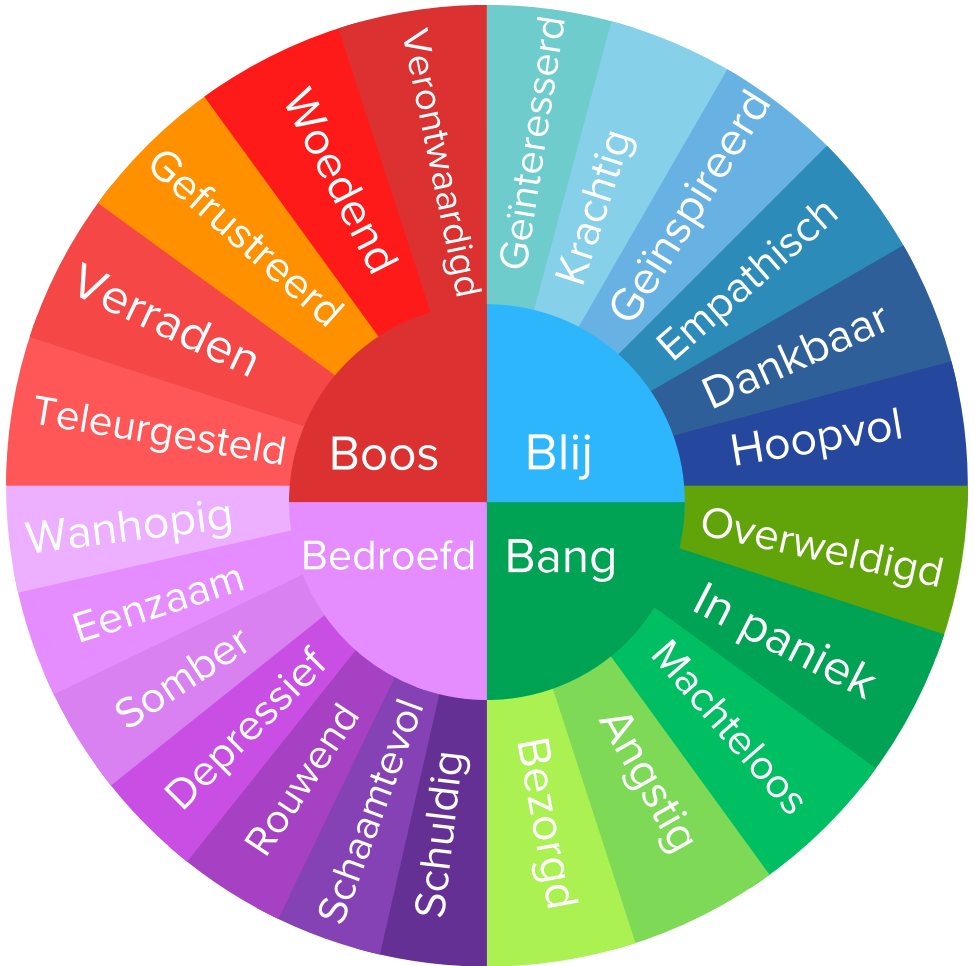 Boos
Blij
Bedroefd
Bang
Geïnteresserd
Krachtig
Geïnspireerd
Empathisch
Dankbaar
Hoopvol
Overweldigd
In paniek
Machteloos
Angstig
Bezorgd
Schuldig
Schaamtevol
Rouwend
Depressief
Somber
Eenzaam
Wanhopig
Teleurgesteld
Verraden
Gefrustreerd
Woedend
Verontwaardigd